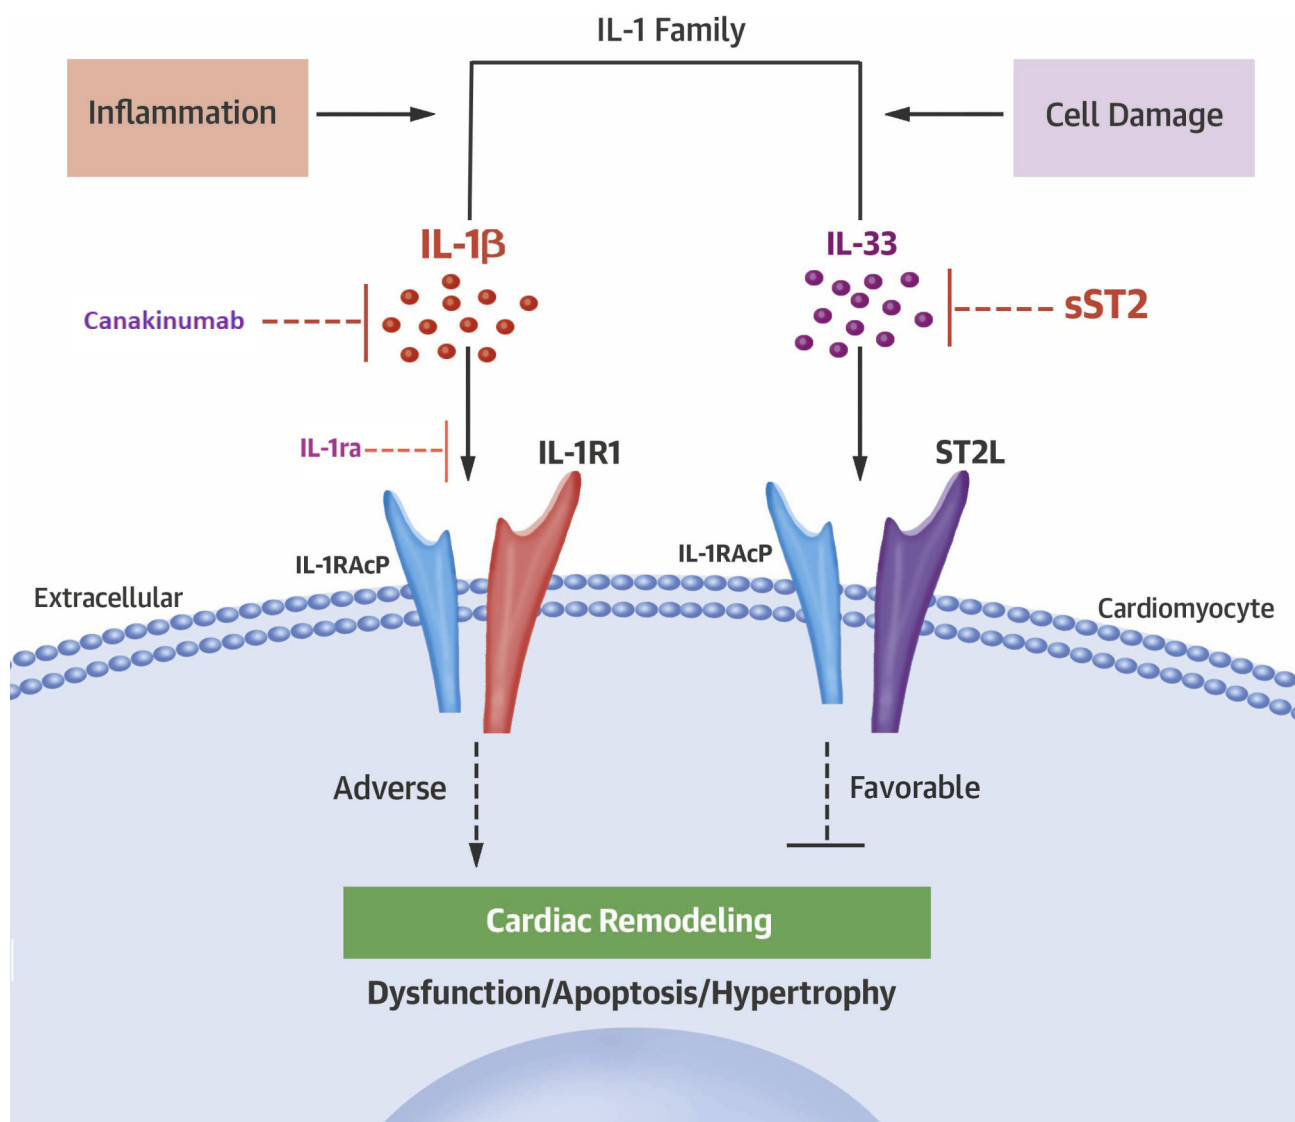 IL-1 Family
Inflammation
Cell Damage
IL-1β
IL-33
Canakinumab
sST2
IL-1ra
IL-1R1
ST2L
IL-1RAcP
IL-1RAcP
Extracellular
Cardiomyocyte
Adverse
Favorable
Cardiac Remodeling
Dysfunction/Apoptosis/Hypertrophy